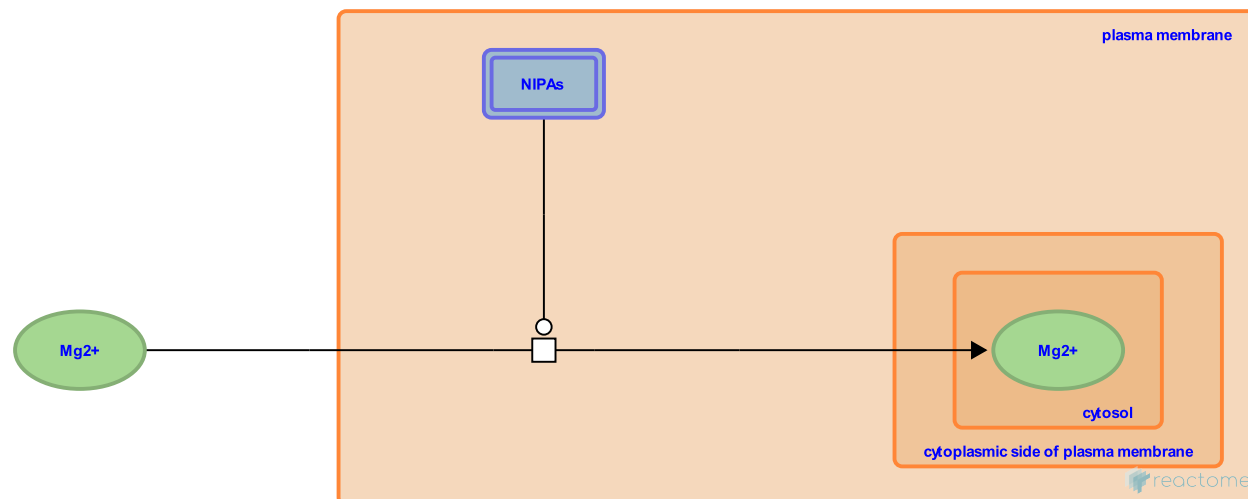 plasma membrane
NIPAs
Mg2+
Mg2+
cytosol
cytoplasmic side of plasma membrane
reactome